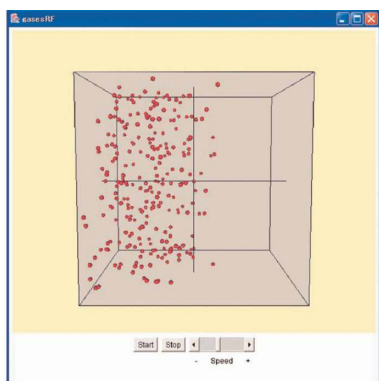 gasesRF
Start Stop
- Speed +